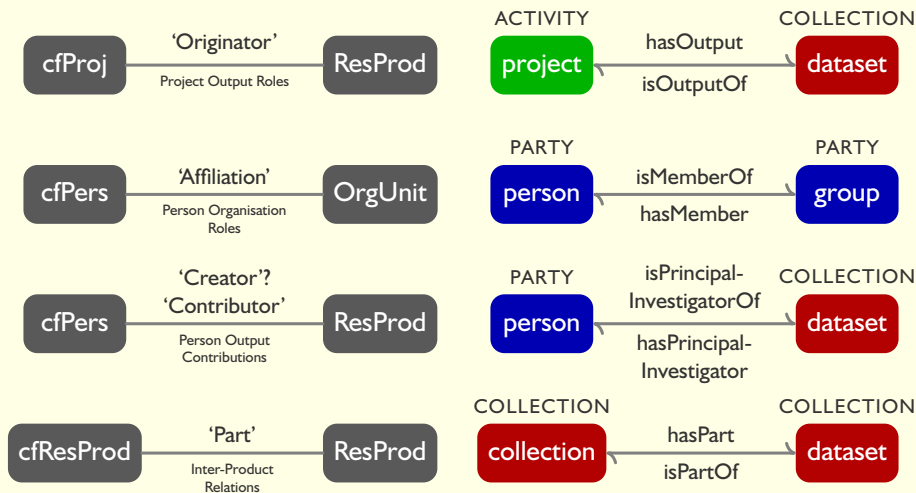 ACTIVITY COLLECTION
cfProj ‘Originator’ ResProd project hasOutput dataset
Project Output Roles isOutputOf
PARTY PARTY
cfPers ‘Affiliation’ OrgUnit person isMemberOf group
Person Organisation hasMember
Roles
‘Creator’? PARTY isPrincipal- COLLECTION
cfPers ‘Contributor’ ResProd person InvestigatorOf dataset
Person Output hasPrincipal-
Contributions Investigator
COLLECTION COLLECTION
cfResProd ‘Part’ ResProd collection hasPart dataset
Inter-Product isPartOf
Relations